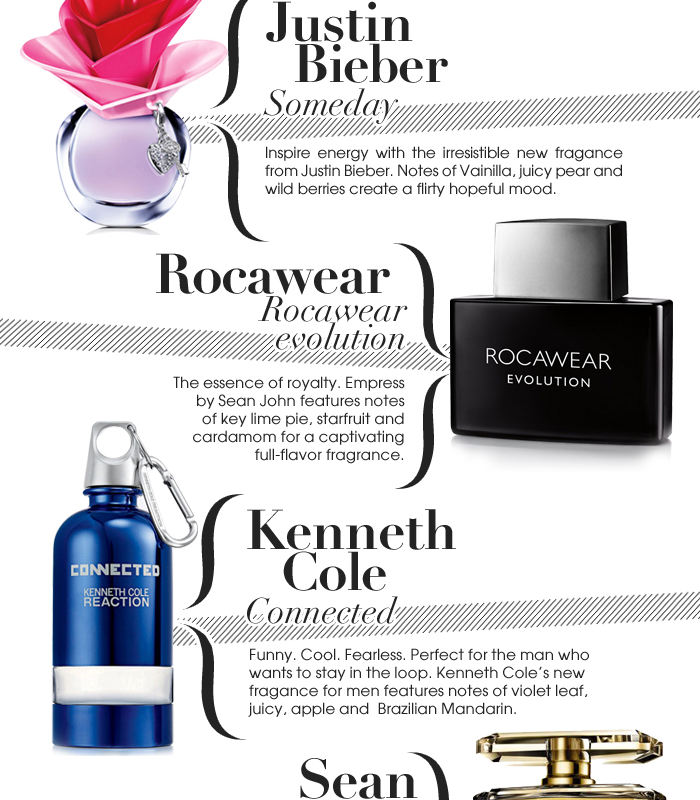 Justin
Bieber
Someday
Inspire energy with the irresistible new fragance
from Justin Bieber. Notes of Vainilla, juicy pear and
wild berries create a flirty hopeful mood.
Rocawear
Rocawear
evolution
ROCAWEAR
EVOLUTION
The essence of royalty. Empress
by Sean John features notes
of key lime pie, starfruit and
cardamom for a captivating
full-flavor fragrance.
CONNECTED
KENNETH COLE
REACTION
Kenneth
Cole
Connected
Funny. Cool. Fearless. Perfect for the man who
wants to stay in the loop. Kenneth Cole's new
fragrance for men features notes of violet leaf,
juicy, apple and Brazilian Mandarin.
Sean